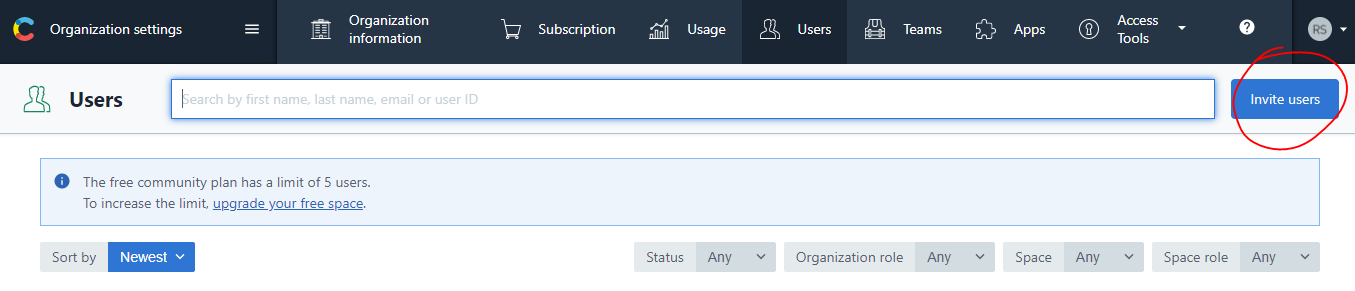 Organization settings
Organization information
Subscription
Usage
Users
Teams
Apps
Access Tools
RS
Users
Search by first name, last name, email or user ID
Invite users
The free community plan has a limit of 5 users.
To increase the limit, upgrade your free space.
Sort by Newest
Status Any
Organization role Any
Space Any
Space role Any